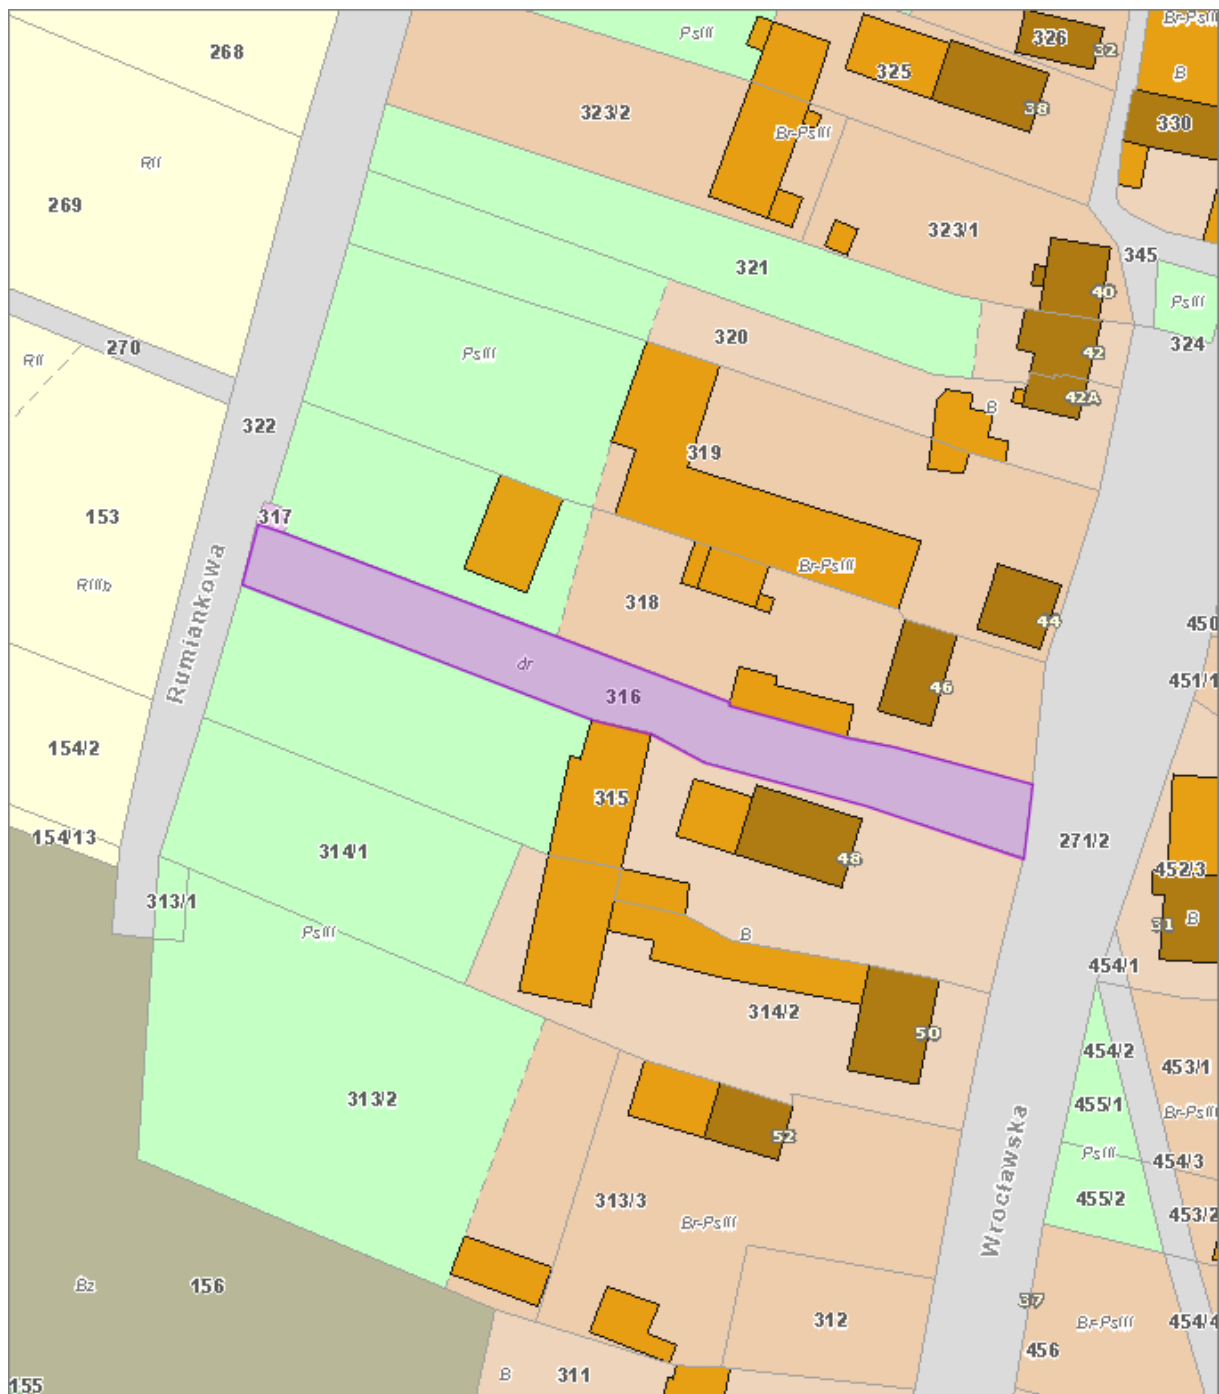 Br-PsIII
PsIII
326
32
268
325
B
38
323/2
330
Br-PsIII
RII
269
323/1
345
321
40
PsIII
320
324
270
PsIII
42
RII
42A
B
322
319
153
317
Br-PsIII
RIIIb
318
44
450
Rumiankowa
dr
451/1
46
316
154/2
315
154/13
271/2
314/1
48
452/3
313/1
31
B
PsIII
B
454/1
314/2
50
454/2
453/1
313/2
455/1
Br-PsIII
52
PsIII
454/3
Wrocławska
313/3
455/2
453/2
Br-PsIII
Bz
156
37
312
Br-PsIII
454/4
456
B
311
155